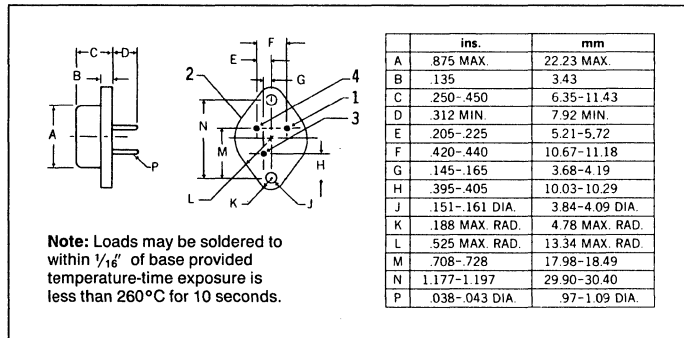 C
D
B
A
P
F
E
G
2
4
1
3
N
M
H
L
K
J
Note: Loads may be soldered to
within 1/16" of base provided
temperature-time exposure is
less than 260°C for 10 seconds.
ins. mm
A .875 MAX. 22.23 MAX.
B .135 3.43
C .250-.450 6.35-11.43
D .312 MIN. 7.92 MIN.
E .205-.225 5.21-5.72
F .420-.440 10.67-11.18
G .145-.165 3.68-4.19
H .395-.405 10.03-10.29
J .151-.161 DIA. 3.84-4.09 DIA.
K .188 MAX. RAD. 4.78 MAX. RAD.
L .525 MAX. RAD. 13.34 MAX. RAD.
M .708-.728 17.98-18.49
N 1.177-1.197 29.90-30.40
P .038-.043 DIA. .97-1.09 DIA.